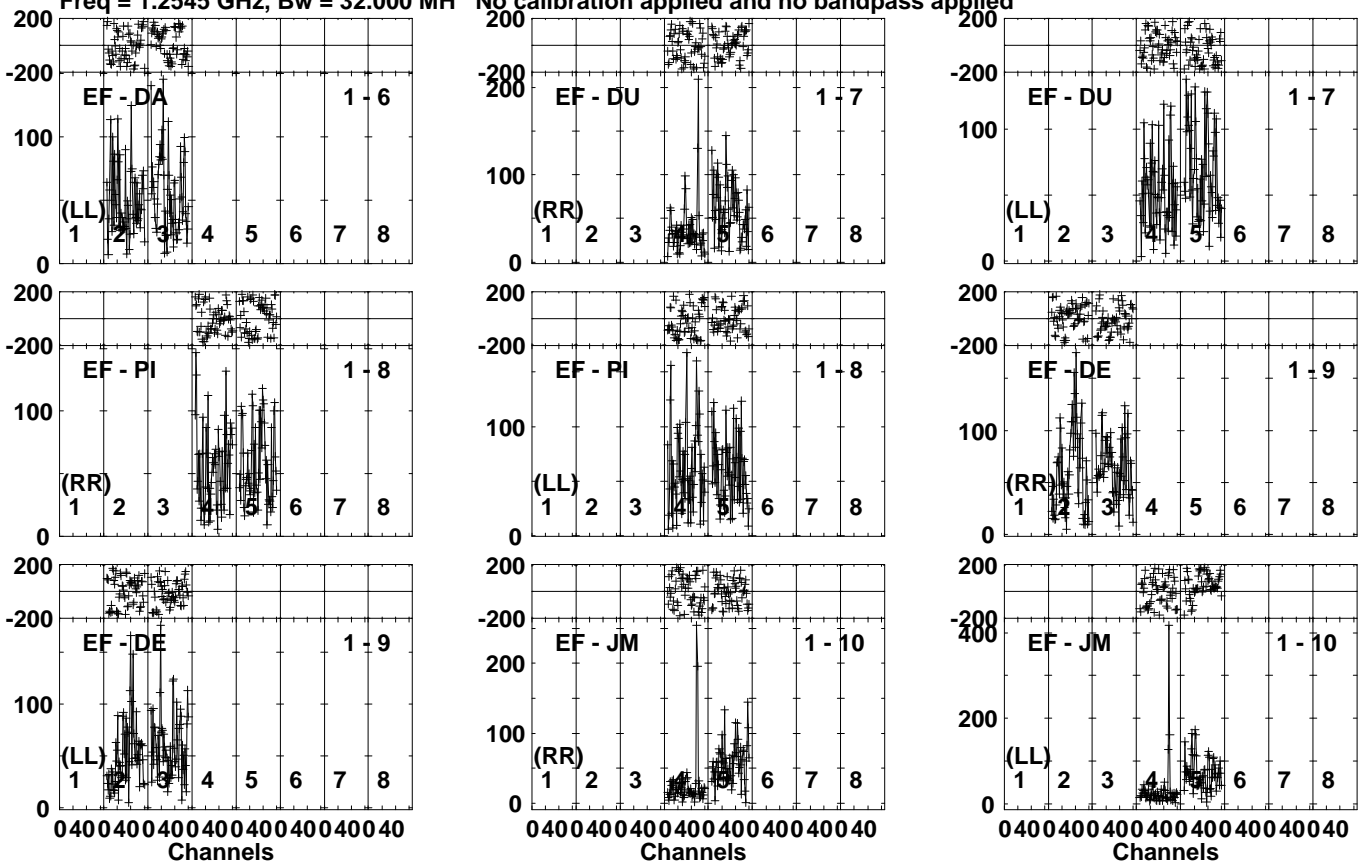 Freq = 1.2545 GHz, Bw = 32.000 MH No calibration applied and no bandpass applied
200
-200
EF - DA 1 - 6
100
(LL)
1 2 3 4 5 6 7 8
0
200
-200
200
EF - DU 1 - 7
100
(RR)
1 2 3 4 5 6 7 8
0
200
-200
EF - DU 1 - 7
100
(LL)
1 2 3 4 5 6 7 8
0
200
-200
EF - PI 1 - 8
100
(RR)
1 2 3 4 5 6 7 8
0
200
-200
EF - PI 1 - 8
100
(LL)
1 2 3 4 5 6 7 8
0
200
-200
EF - DE 1 - 9
100
(RR)
1 2 3 4 5 6 7 8
0
200
-200
EF - DE 1 - 9
100
(LL)
1 2 3 4 5 6 7 8
0
0 40 0 40 0 40 0 40 0 40 0 40 0 40 0 40
Channels
200
-200
EF - JM 1 - 10
200
100
(RR)
1 2 3 4 5 6 7 8
0
0 40 0 40 0 40 0 40 0 40 0 40 0 40 0 40
Channels
200
-200
400
EF - JM 1 - 10
200
(LL)
1 2 3 4 5 6 7 8
0
0 40 0 40 0 40 0 40 0 40 0 40 0 40 0 40
Channels